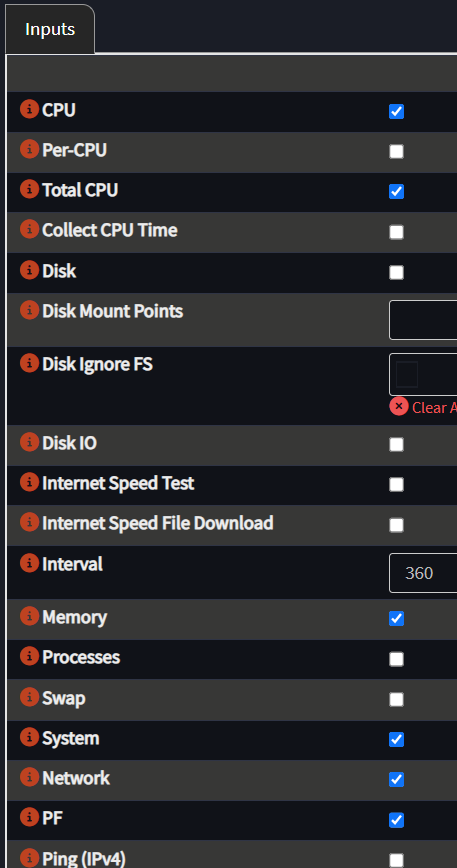 Inputs
CPU
Per-CPU
Total CPU
Collect CPU Time
Disk
Disk Mount Points
Disk Ignore FS
Clear A
Disk IO
Internet Speed Test
Internet Speed File Download
Interval
360
Memory
Processes
Swap
System
Network
PF
Ping (IPv4)